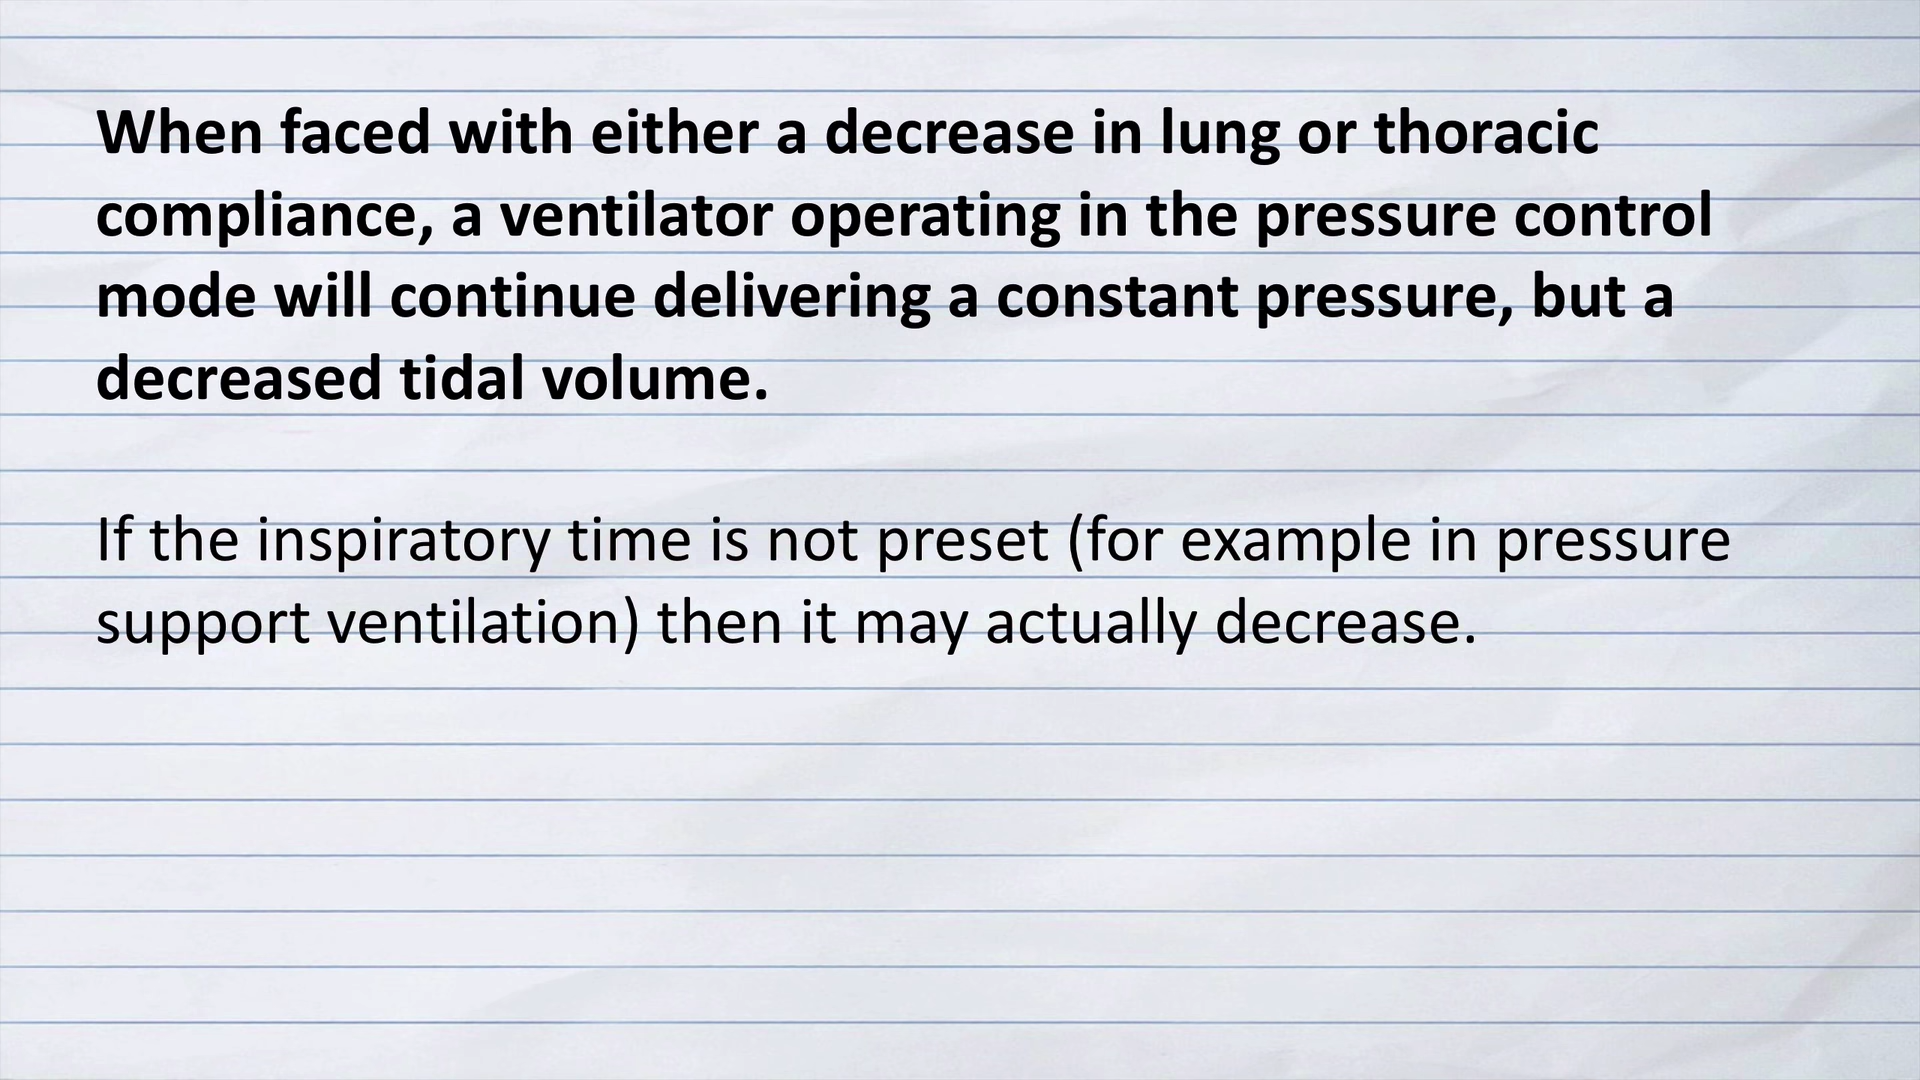 When faced with either a decrease in lung or thoracic
compliance, a ventilator operating in the pressure control
mode will continue delivering a constant pressure, but a
decreased tidal volume.
If the inspiratory time is not preset (for example in pressure
support ventilation) then it may actually decrease.